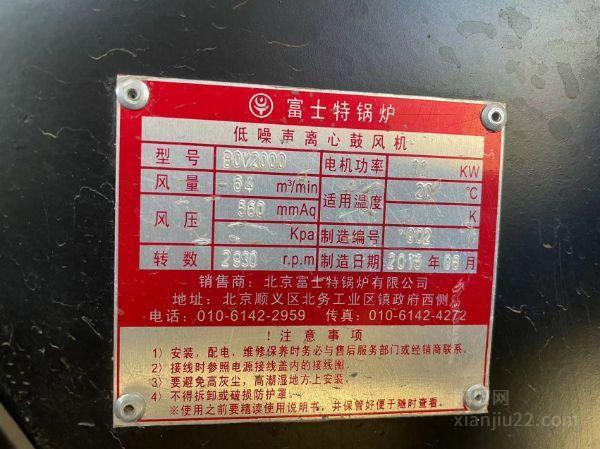 富士特锅炉
低噪声离心鼓风机
型号 BOV2000 电机功率 11 KW
风量 64 m³/min 适用温度 20 ℃
风压 560 mmAq K
Kpa 制造编号 1302
转数 2930 r.p.m 制造日期 年 08 月
销售商：北京富士特锅炉有限公司
地址：北京顺义区北务工业区镇政府西侧
电话：010-6142-2959 传真：010-6142-4272
！注意事项
1）安装，配电，维修保养时务必与售后服务部门或经销商联系。
2）接线时参照电源接线盖内的接线图。
3）要避免高灰尘，高潮湿地方上安装。
4）不得拆卸或破损防护罩
※使用之前要精读使用说明书，并保管好便于随时查看。
xianjiu22.com